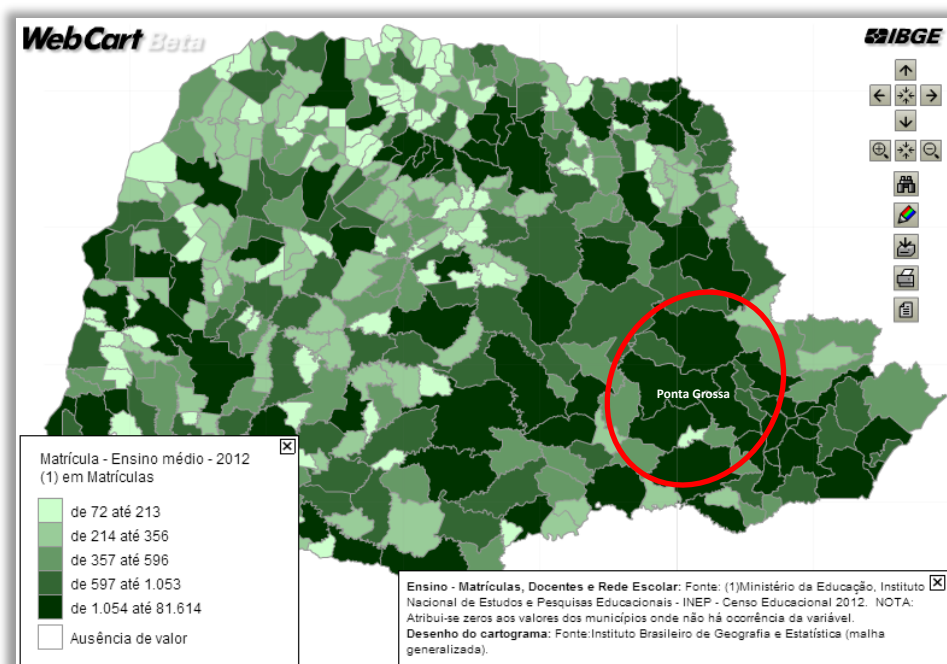 WebCart Beta
IBGE
Ponta Grossa
Matrícula - Ensino médio - 2012
(1) em Matrículas
de 72 até 213
de 214 até 356
de 357 até 596
de 597 até 1.053
de 1.054 até 81.614
Ausência de valor
Ensino - Matrículas, Docentes e Rede Escolar: Fonte: (1)Ministério da Educação, Instituto
Nacional de Estudos e Pesquisas Educacionais - INEP - Censo Educacional 2012. NOTA:
Atribui-se zeros aos valores dos municípios onde não há ocorrência da variável.
Desenho do cartograma: Fonte:Instituto Brasileiro de Geografia e Estatística (malha
generalizada).